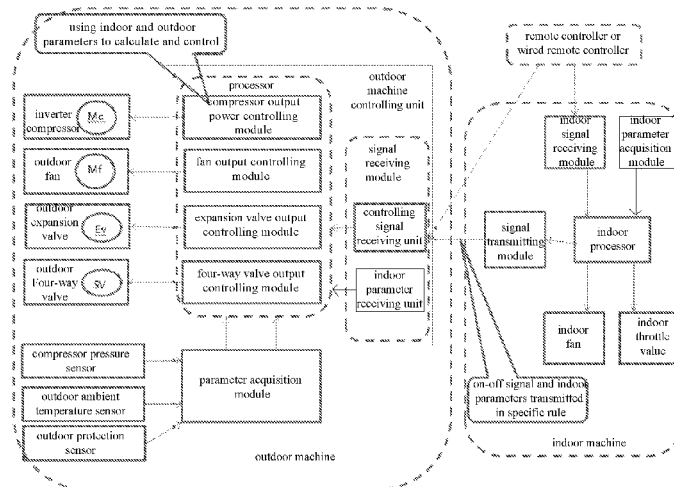 using indoor and outdoor
parameters to calculate and control
remote controller or
wired remote controller
processor
outdoor
machine
controlling unit
inverter
compressor
Mc
compressor output
power controlling
module
outdoor
fan
Mf
fan output controlling
module
outdoor
expansion
valve
Ev
expansion valve output
controlling module
outdoor
Four-way
valve
SV
four-way valve output
controlling module
signal
receiving
module
controlling
signal
receiving unit
indoor
parameter
receiving unit
indoor
signal
receiving
module
indoor
parameter
acquisition
module
signal
transmitting
module
indoor
processor
indoor
fan
indoor
throttle
value
compressor pressure
sensor
outdoor ambient
temperature sensor
outdoor protection
sensor
parameter acquisition
module
on-off signal and indoor
parameters transmitted
in specific rule
outdoor machine
indoor machine